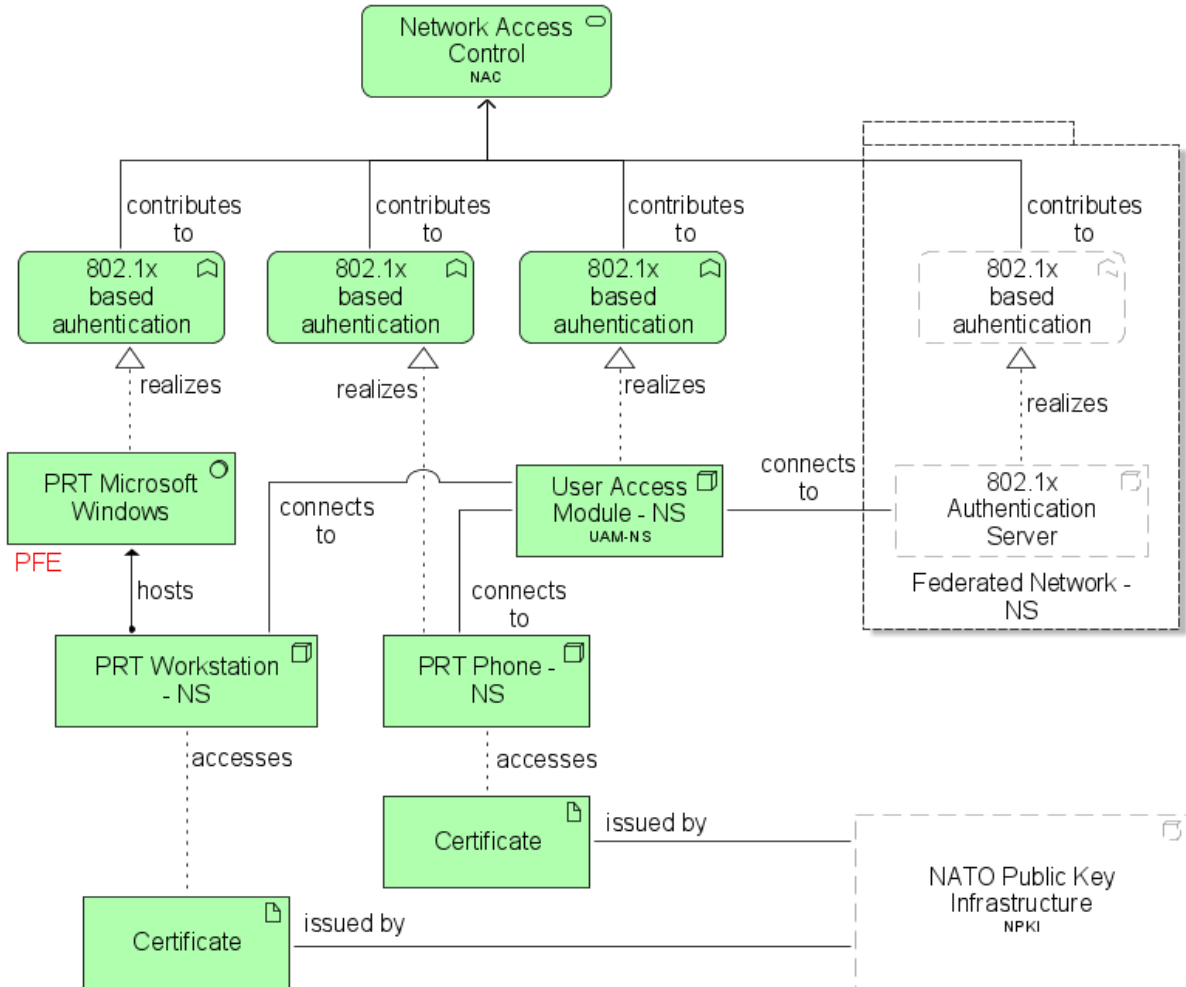 Network Access
Control
NAC
contributes
to
contributes
to
contributes
to
contributes
to
802.1x
based
auhentication
802.1x
based
auhentication
802.1x
based
auhentication
802.1x
based
auhentication
realizes
realizes
realizes
realizes
PRT Microsoft
Windows
PFE
connects
to
User Access
Module - NS
UAM-NS
connects
to
802.1x
Authentication
Server
Federated Network -
NS
hosts
connects
to
PRT Workstation
- NS
PRT Phone -
NS
accesses
accesses
Certificate
issued by
NATO Public Key
Infrastructure
NPKI
Certificate
issued by